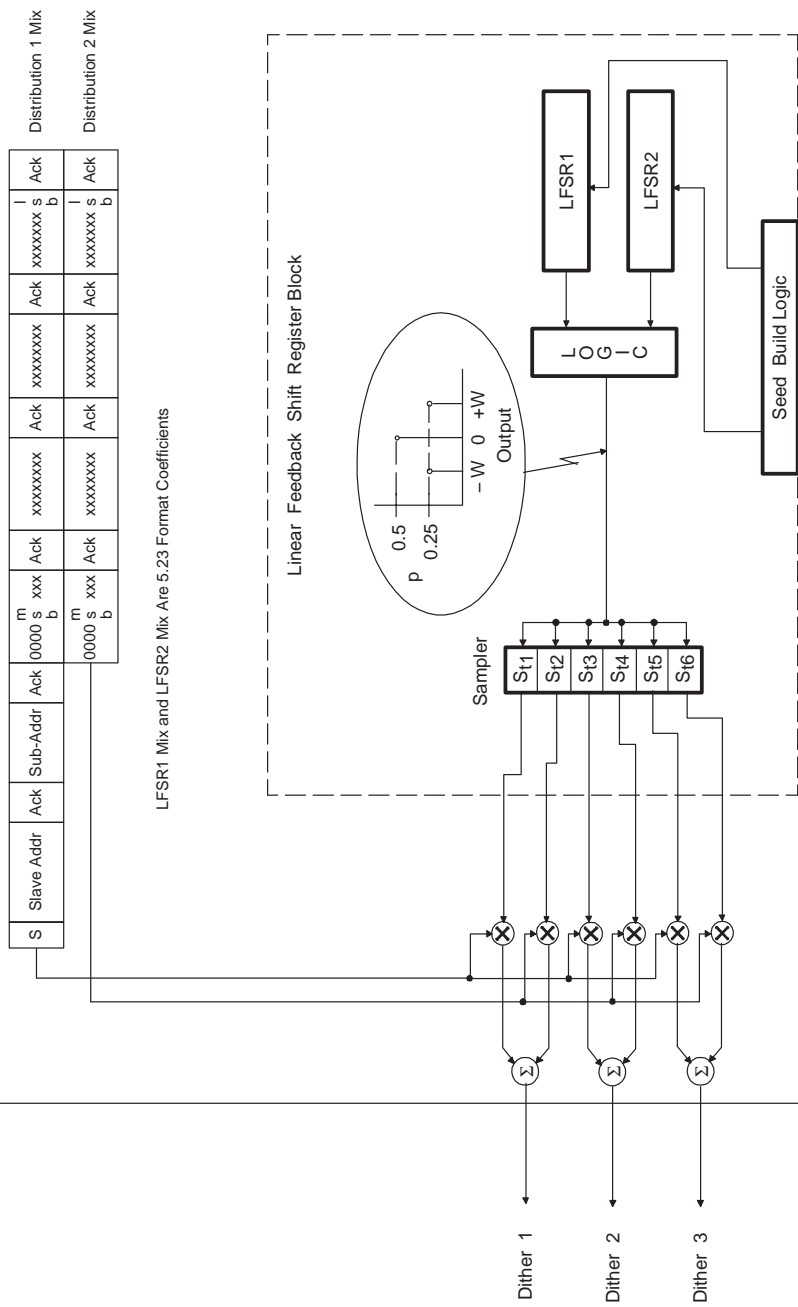 S Slave Addr Ack Sub-Addr Ack 0000 m s b xxx Ack xxxxxxxx Ack xxxxxxxx Ack xxxxxxx l s b Ack Distribution 1 Mix
0000 m s b xxx Ack xxxxxxxx Ack xxxxxxxx Ack xxxxxxx l s b Ack Distribution 2 Mix
LFSR1 Mix and LFSR2 Mix Are 5.23 Format Coefficients
Linear Feedback Shift Register Block
p
0.5
0.25
– W 0 +W
Output
Sampler
St1
St2
St3
St4
St5
St6
LOGIC
LFSR1
LFSR2
Seed Build Logic
Σ
Σ
Σ
Dither 1
Dither 2
Dither 3